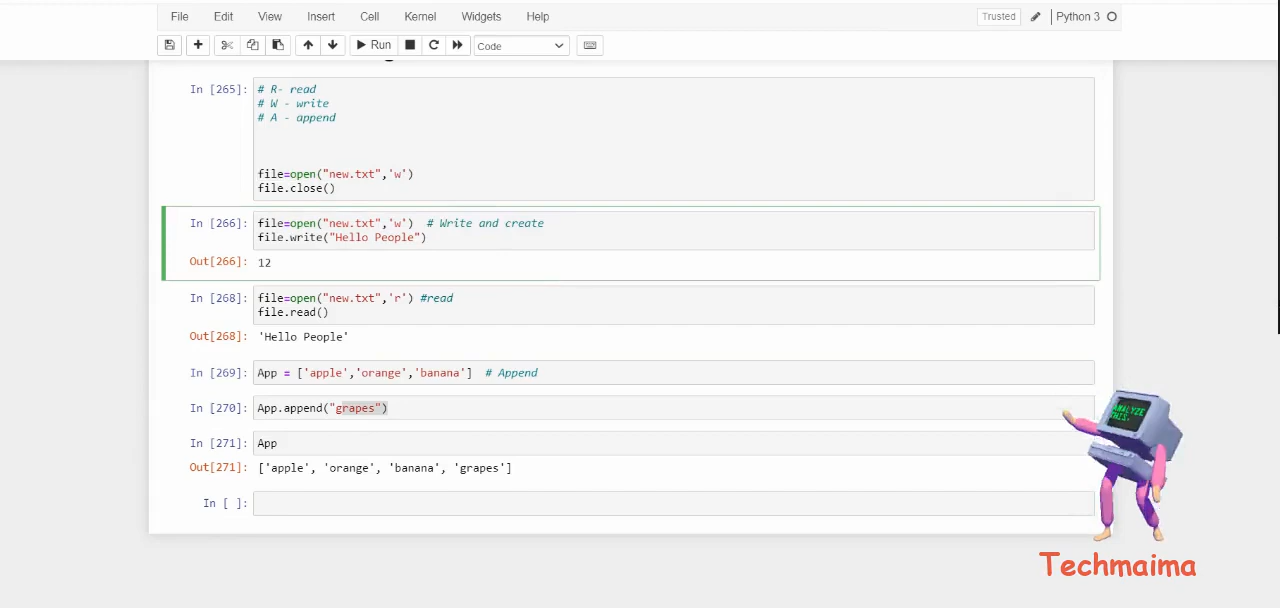 File Edit View Insert Cell Kernel Widgets Help Trusted Python 3
Run Code
In [265]: # R- read
# W - write
# A - append
file=open("new.txt",'w')
file.close()
In [266]: file=open("new.txt",'w')  # Write and create
file.write("Hello People")
Out[266]: 12
In [268]: file=open("new.txt",'r') #read
file.read()
Out[268]: 'Hello People'
In [269]: App = ['apple','orange','banana']  # Append
In [270]: App.append("grapes")
In [271]: App
Out[271]: ['apple', 'orange', 'banana', 'grapes']
In [ ]:
ANALYZE
THIS-
Techmaima